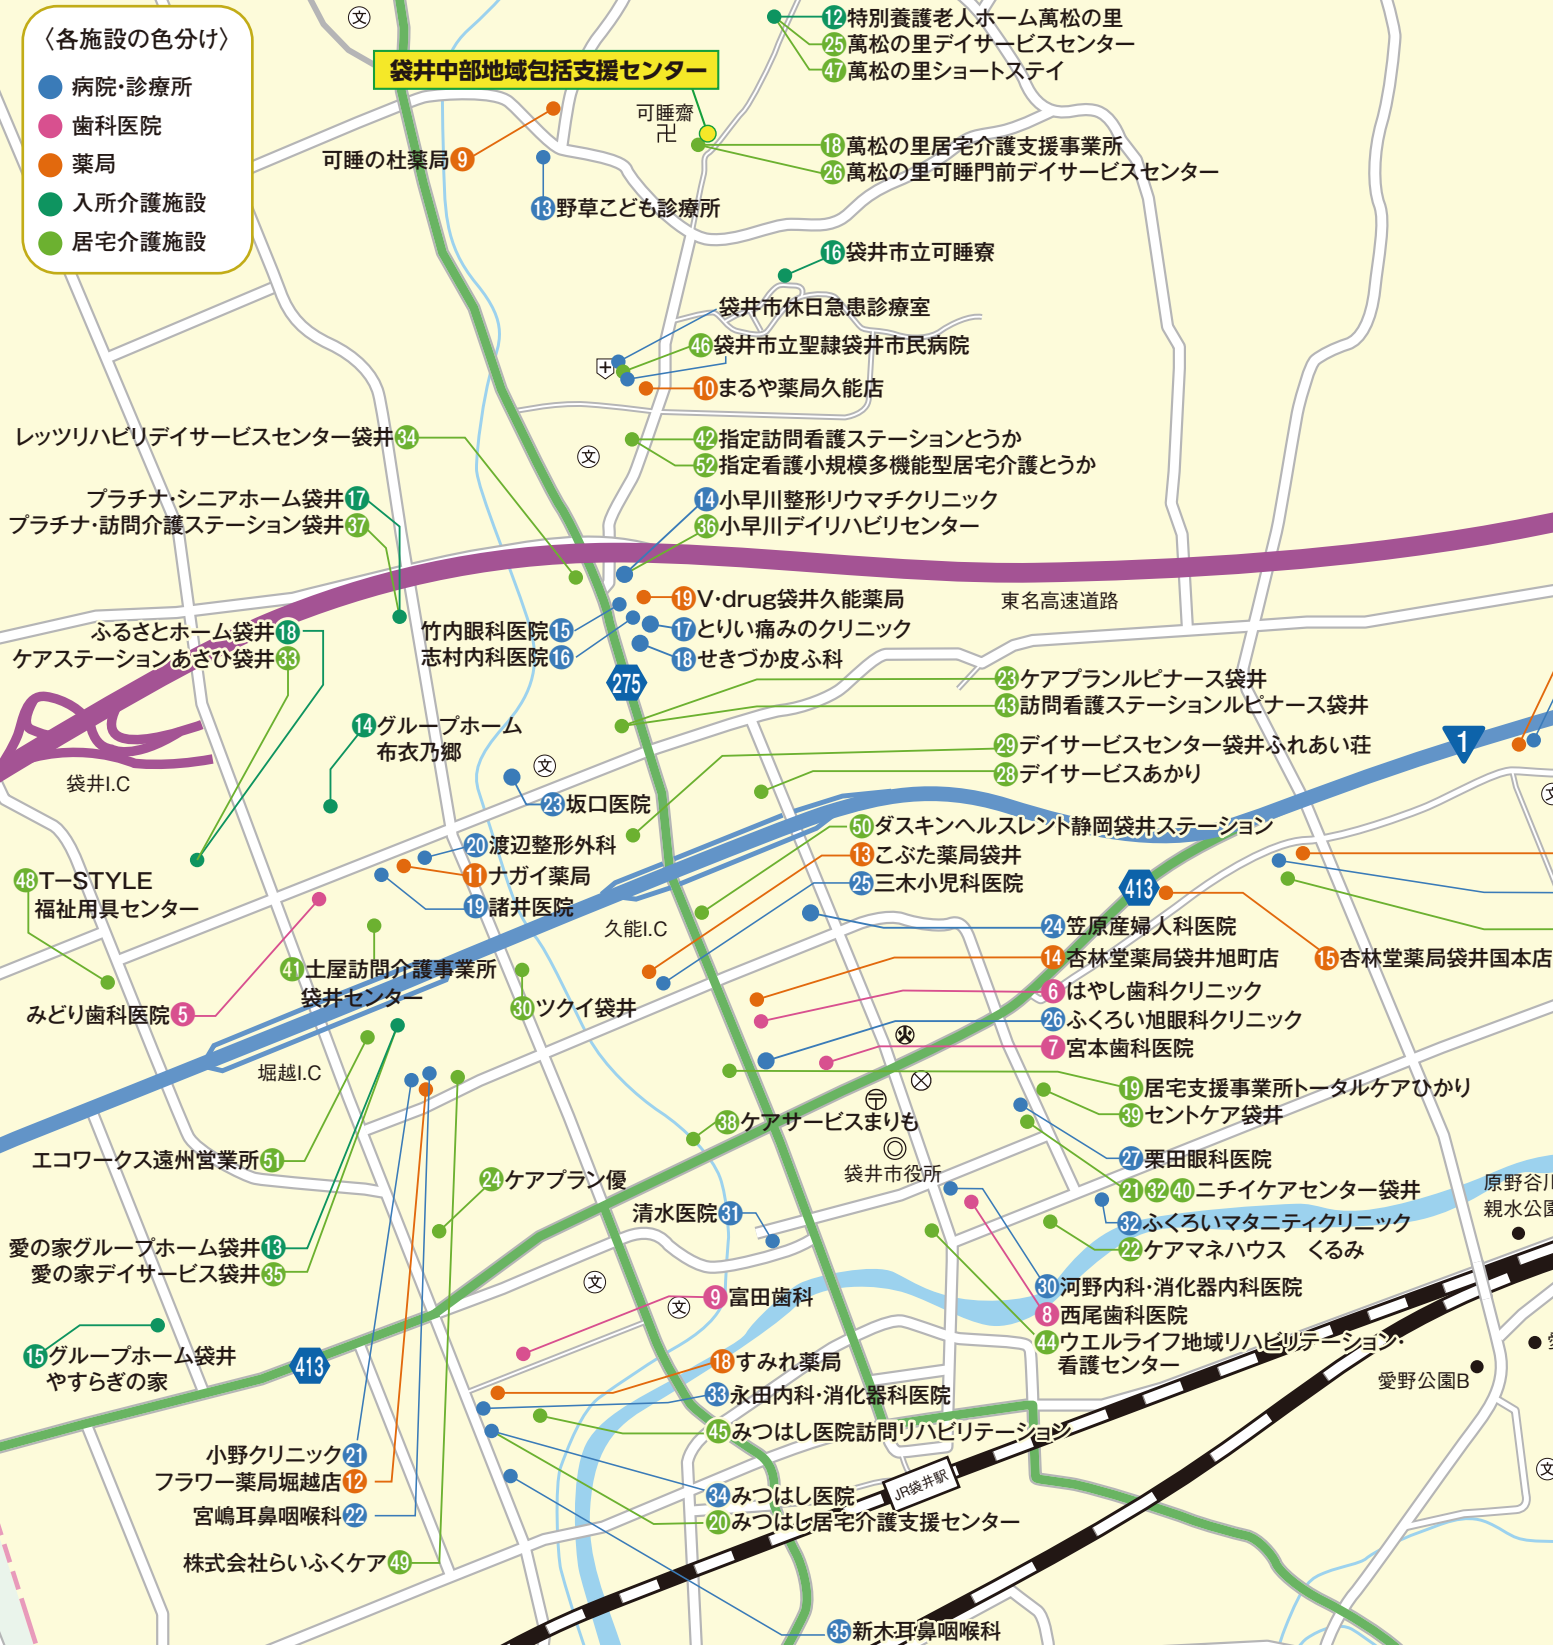 〈各施設の色分け〉
病院・診療所
歯科医院
薬局
入所介護施設
居宅介護施設
文
袋井中部地域包括支援センター
12特別養護老人ホーム萬松の里
25萬松の里デイサービスセンター
47萬松の里ショートステイ
可睡齋
卍
可睡の杜薬局9
18萬松の里居宅介護支援事業所
26萬松の里可睡門前デイサービスセンター
13野草こども診療所
16袋井市立可睡寮
袋井市休日急患診療室
46袋井市立聖隷袋井市民病院
10まるや薬局久能店
レッツリハビリデイサービスセンター袋井34
42指定訪問看護ステーションとうか
52指定看護小規模多機能型居宅介護とうか
文
プラチナ・シニアホーム袋井17
プラチナ・訪問介護ステーション袋井37
14小早川整形リウマチクリニック
36小早川デイリハビリセンター
東名高速道路
19V・drug袋井久能薬局
竹内眼科医院15
17とりい痛みのクリニック
志村内科医院16
18せきづか皮ふ科
ふるさとホーム袋井18
ケアステーションあさひ袋井33
275
23ケアプランルピナース袋井
43訪問看護ステーションルピナース袋井
14グループホーム
布衣乃郷
29デイサービスセンター袋井ふれあい荘
28デイサービスあかり
1
袋井I.C
文
文
23坂口医院
50ダスキンヘルスレント静岡袋井ステーション
20渡辺整形外科
13こぶた薬局袋井
11ナガイ薬局
25三木小児科医院
19諸井医院
413
48T−STYLE
福祉用具センター
久能I.C
24笠原産婦人科医院
14杏林堂薬局袋井旭町店
15杏林堂薬局袋井国本店
41土屋訪問介護事業所
袋井センター
6はやし歯科クリニック
30ツクイ袋井
みどり歯科医院5
26ふくろい旭眼科クリニック
7宮本歯科医院
堀越I.C
19居宅支援事業所トータルケアひかり
39セントケア袋井
〒
38ケアサービスまりも
袋井市役所
27栗田眼科医院
エコワークス遠州営業所51
24ケアプラン優
21 32 40ニチイケアセンター袋井
原野谷川
親水公園
清水医院31
32ふくろいマタニティクリニック
22ケアマネハウス くるみ
愛の家グループホーム袋井13
愛の家デイサービス袋井35
文
文
9富田歯科
30河野内科・消化器内科医院
8西尾歯科医院
44ウエルライフ地域リハビリテーション・
看護センター
15グループホーム袋井
やすらぎの家
413
18すみれ薬局
愛野公園B
33永田内科・消化器科医院
45みつはし医院訪問リハビリテーション
小野クリニック21
フラワー薬局堀越店12
宮嶋耳鼻咽喉科22
文
JR袋井駅
34みつはし医院
20みつはし居宅介護支援センター
株式会社らいふくケア49
35新木耳鼻咽喉科